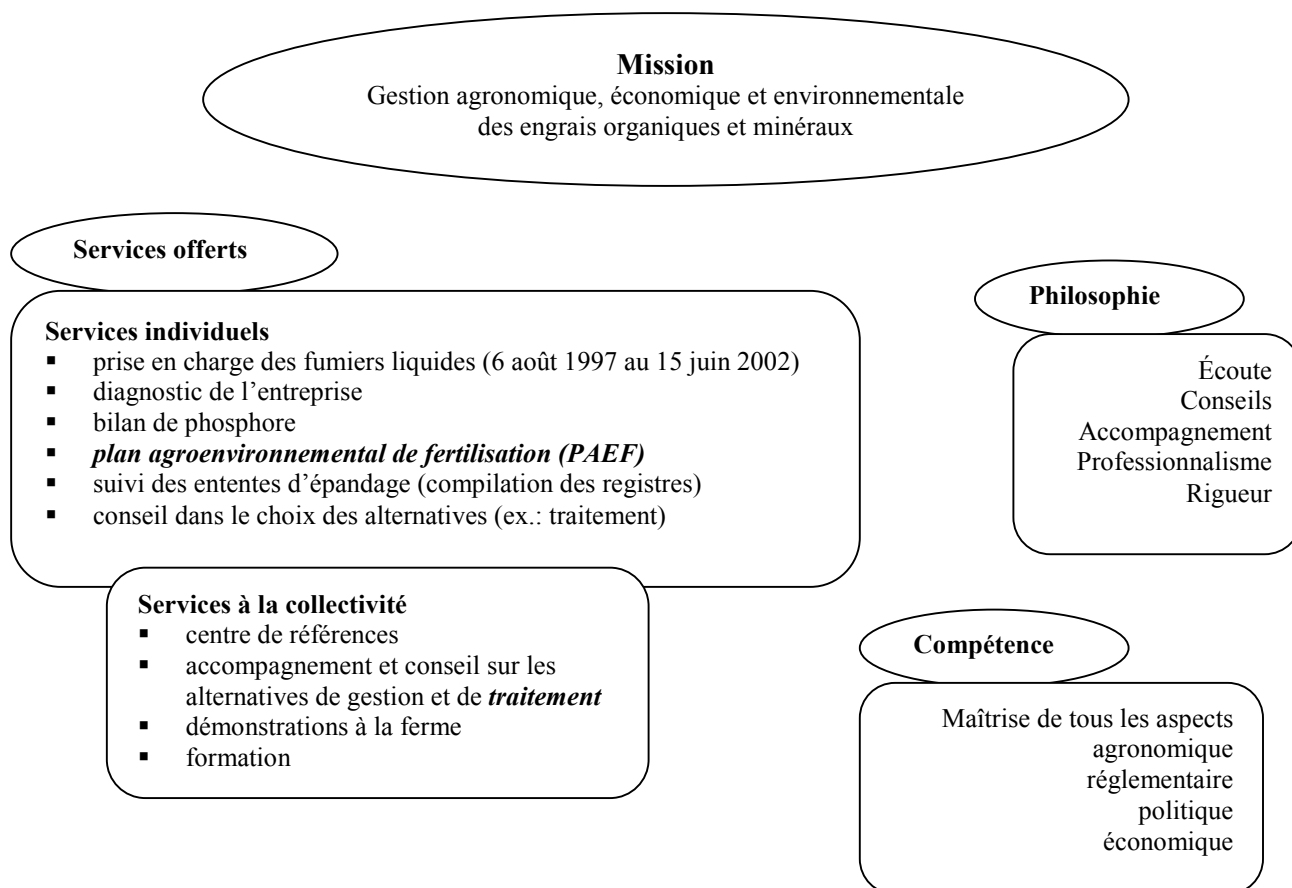 Mission
Gestion agronomique, économique et environnementale
des engrais organiques et minéraux
Services offerts
Services individuels
▪ prise en charge des fumiers liquides (6 août 1997 au 15 juin 2002)
▪ diagnostic de l’entreprise
▪ bilan de phosphore
▪ plan agroenvironnemental de fertilisation (PAEF)
▪ suivi des ententes d’épandage (compilation des registres)
▪ conseil dans le choix des alternatives (ex.: traitement)
Services à la collectivité
▪ centre de références
▪ accompagnement et conseil sur les
alternatives de gestion et de traitement
▪ démonstrations à la ferme
▪ formation
Philosophie
Écoute
Conseils
Accompagnement
Professionnalisme
Rigueur
Compétence
Maîtrise de tous les aspects
agronomique
réglementaire
politique
économique